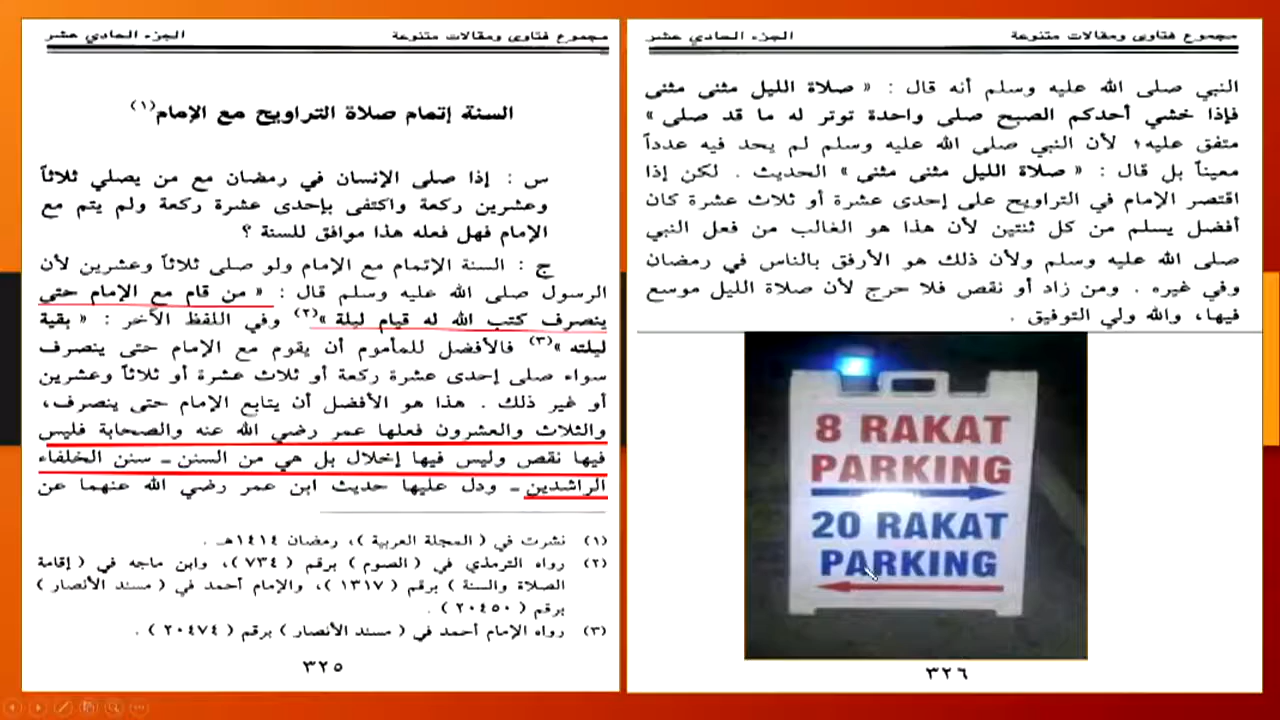 مجموع فتاوى ومقالات متنوعة الجزء الحادي عشر
السنة إتمام صلاة التراويح مع الإمام(١)
س : إذا صلى الإنسان في رمضان مع من يصلي ثلاثاً
وعشرين ركعة واكتفى بإحدى عشرة ركعة ولم يتم مع
الإمام فهل فعله هذا موافق للسنة ؟
ج : السنة الإتمام مع الإمام ولو صلى ثلاثاً وعشرين لأن
الرسول صلى الله عليه وسلم قال : « من قام مع الإمام حتى
ينصرف كتب الله له قيام ليلة »(٢) وفي اللفظ الآخر : « بقية
ليلته »(٣) فالأفضل للمأموم أن يقوم مع الإمام حتى ينصرف
سواء صلى إحدى عشرة ركعة أو ثلاث عشرة أو ثلاثاً وعشرين
أو غير ذلك . هذا هو الأفضل أن يتابع الإمام حتى ينصرف،
والثلاث والعشرون فعلها عمر رضي الله عنه والصحابة فليس
فيها نقص وليس فيها إخلال بل هي من السنن ـ سنن الخلفاء
الراشدين ـ ودل عليها حديث ابن عمر رضي الله عنهما عن
(١) نشرت في ( المجلة العربية )، رمضان ١٤١٤هـ .
(٢) رواه الترمذي في ( الصوم ) برقم ( ٧٣٤ )، وابن ماجه في ( إقامة
الصلاة والسنة ) برقم ( ١٣١٧ )، والإمام أحمد في ( مسند الأنصار )
برقم ( ٢٠٤٥٠ ) .
(٣) رواه الإمام أحمد في ( مسند الأنصار ) برقم ( ٢٠٤٧٤ ) .
٣٢٥
مجموع فتاوى ومقالات متنوعة الجزء الحادي عشر
النبي صلى الله عليه وسلم أنه قال : « صلاة الليل مثنى مثنى
فإذا خشي أحدكم الصبح صلى واحدة توتر له ما قد صلى »
متفق عليه؛ لأن النبي صلى الله عليه وسلم لم يحد فيه عدداً
معيناً بل قال : « صلاة الليل مثنى مثنى » الحديث . لكن إذا
اقتصر الإمام في التراويح على إحدى عشرة أو ثلاث عشرة كان
أفضل يسلم من كل ثنتين لأن هذا هو الغالب من فعل النبي
صلى الله عليه وسلم ولأن ذلك هو الأرفق بالناس في رمضان
وفي غيره . ومن زاد أو نقص فلا حرج لأن صلاة الليل موسع
فيها، والله ولي التوفيق .
8 RAKAT
PARKING
20 RAKAT
PARKING
٣٢٦